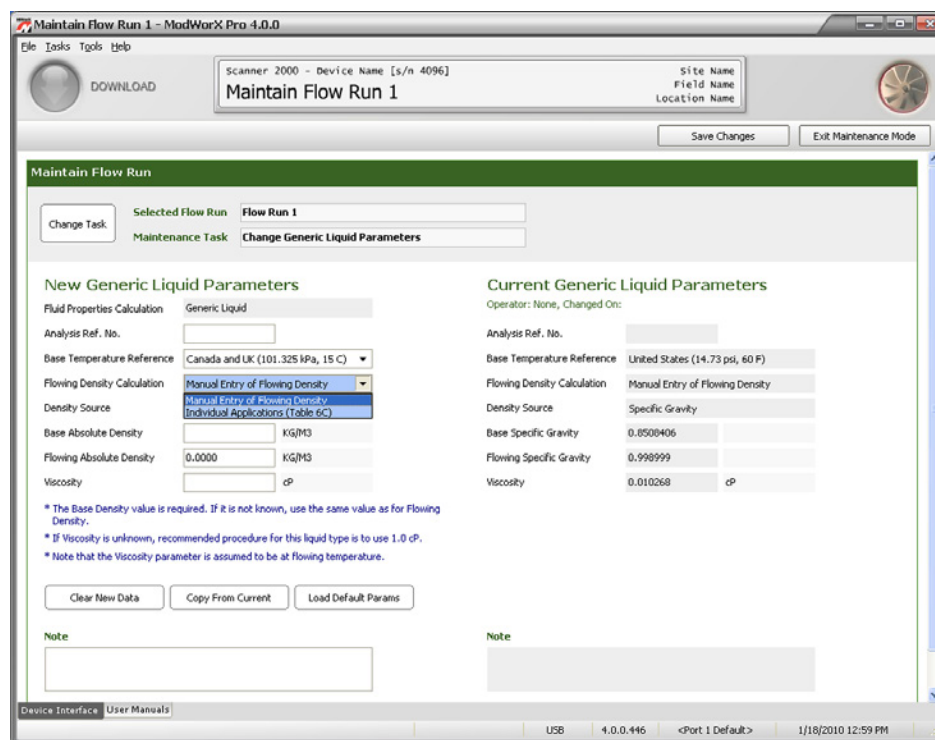 Maintain Flow Run 1 - ModWorX Pro 4.0.0
File Tasks Tools Help
DOWNLOAD
Scanner 2000 - Device Name [s/n 4096]
Maintain Flow Run 1
Site Name
Field Name
Location Name
Save Changes
Exit Maintenance Mode
Maintain Flow Run
Change Task
Selected Flow Run Flow Run 1
Maintenance Task Change Generic Liquid Parameters
New Generic Liquid Parameters
Fluid Properties Calculation Generic Liquid
Analysis Ref. No.
Base Temperature Reference Canada and UK (101.325 kPa, 15 C)
Flowing Density Calculation Manual Entry of Flowing Density
Manual Entry of Flowing Density
Individual Applications (Table 6C)
Density Source
Base Absolute Density KG/M3
Flowing Absolute Density 0.0000 KG/M3
Viscosity cP
* The Base Density value is required. If it is not known, use the same value as for Flowing
Density.
* If Viscosity is unknown, recommended procedure for this liquid type is to use 1.0 cP.
* Note that the Viscosity parameter is assumed to be at flowing temperature.
Clear New Data
Copy From Current
Load Default Params
Note
Current Generic Liquid Parameters
Operator: None, Changed On:
Analysis Ref. No.
Base Temperature Reference United States (14.73 psi, 60 F)
Flowing Density Calculation Manual Entry of Flowing Density
Density Source Specific Gravity
Base Specific Gravity 0.8508406
Flowing Specific Gravity 0.998999
Viscosity 0.010268 cP
Note
Device Interface User Manuals
USB 4.0.0.446 <Port 1 Default> 1/18/2010 12:59 PM